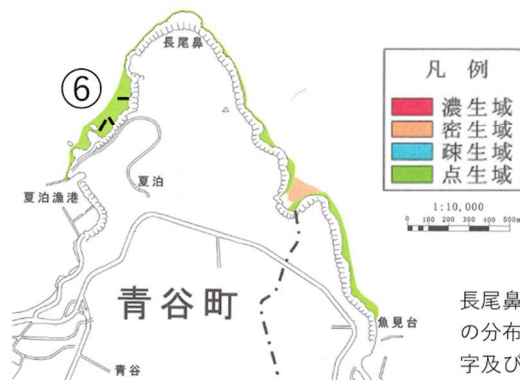 長尾鼻
⑥
凡 例
濃生域
密生域
疎生域
点生域
夏泊漁港
夏泊
1:10,000
0 100 200 300 400 500m
青谷町
長尾鼻
の分布
字及び
魚見台
青谷